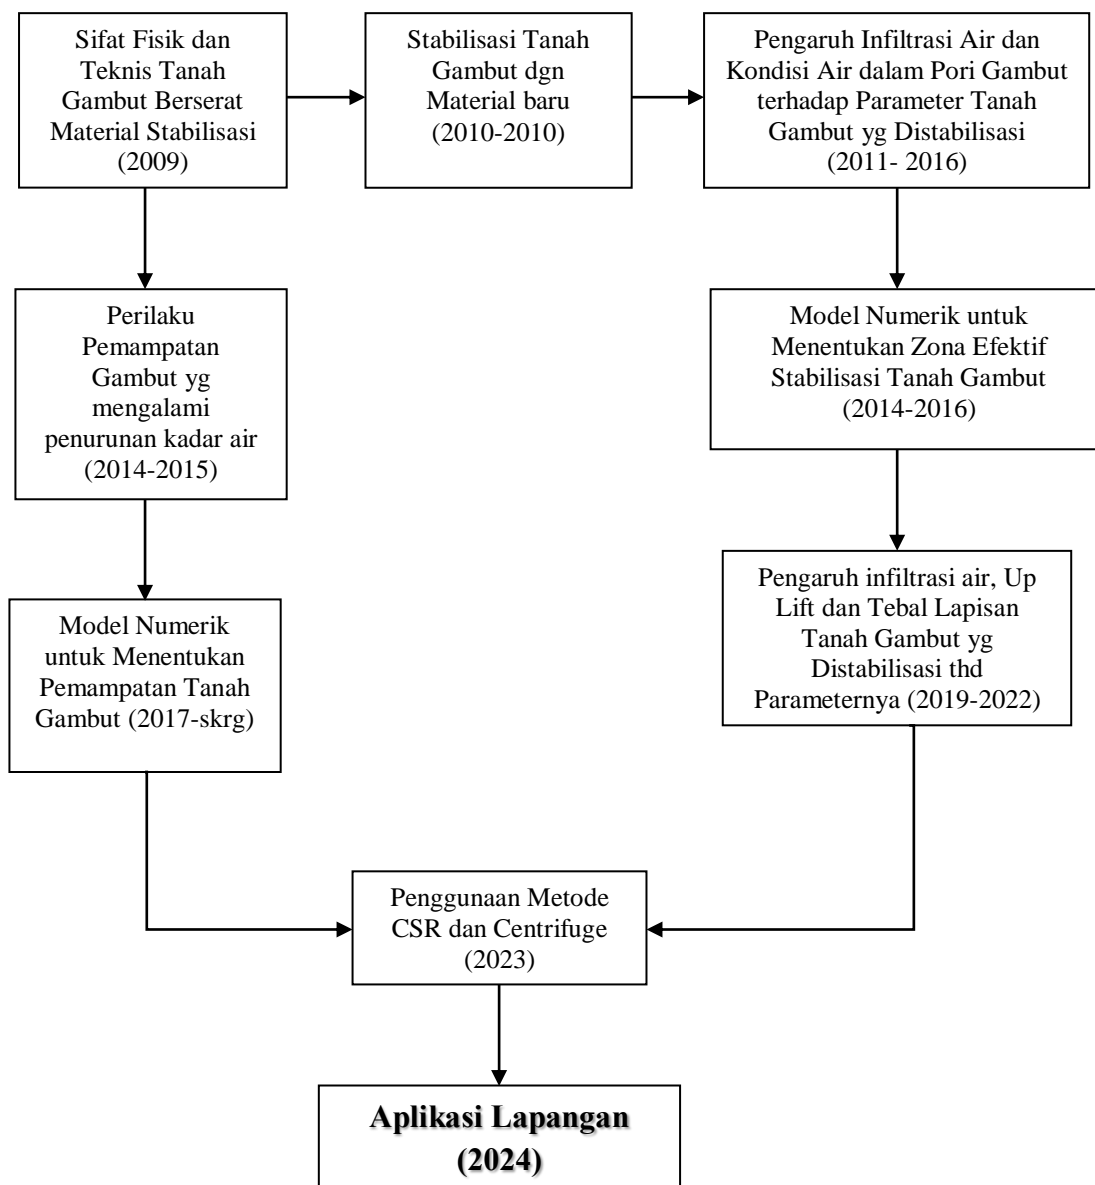 Sifat Fisik dan
Teknis Tanah
Gambut Berserat
Material Stabilisasi
(2009)
Stabilisasi Tanah
Gambut dgn
Material baru
(2010-2010)
Pengaruh Infiltrasi Air dan
Kondisi Air dalam Pori Gambut
terhadap Parameter Tanah
Gambut yg Distabilisasi
(2011- 2016)
Perilaku
Pemampatan
Gambut yg
mengalami
penurunan kadar air
(2014-2015)
Model Numerik untuk
Menentukan Zona Efektif
Stabilisasi Tanah Gambut
(2014-2016)
Model Numerik
untuk Menentukan
Pemampatan Tanah
Gambut (2017-skrg)
Pengaruh infiltrasi air, Up
Lift dan Tebal Lapisan
Tanah Gambut yg
Distabilisasi thd
Parameternya (2019-2022)
Penggunaan Metode
CSR dan Centrifuge
(2023)
Aplikasi Lapangan
(2024)